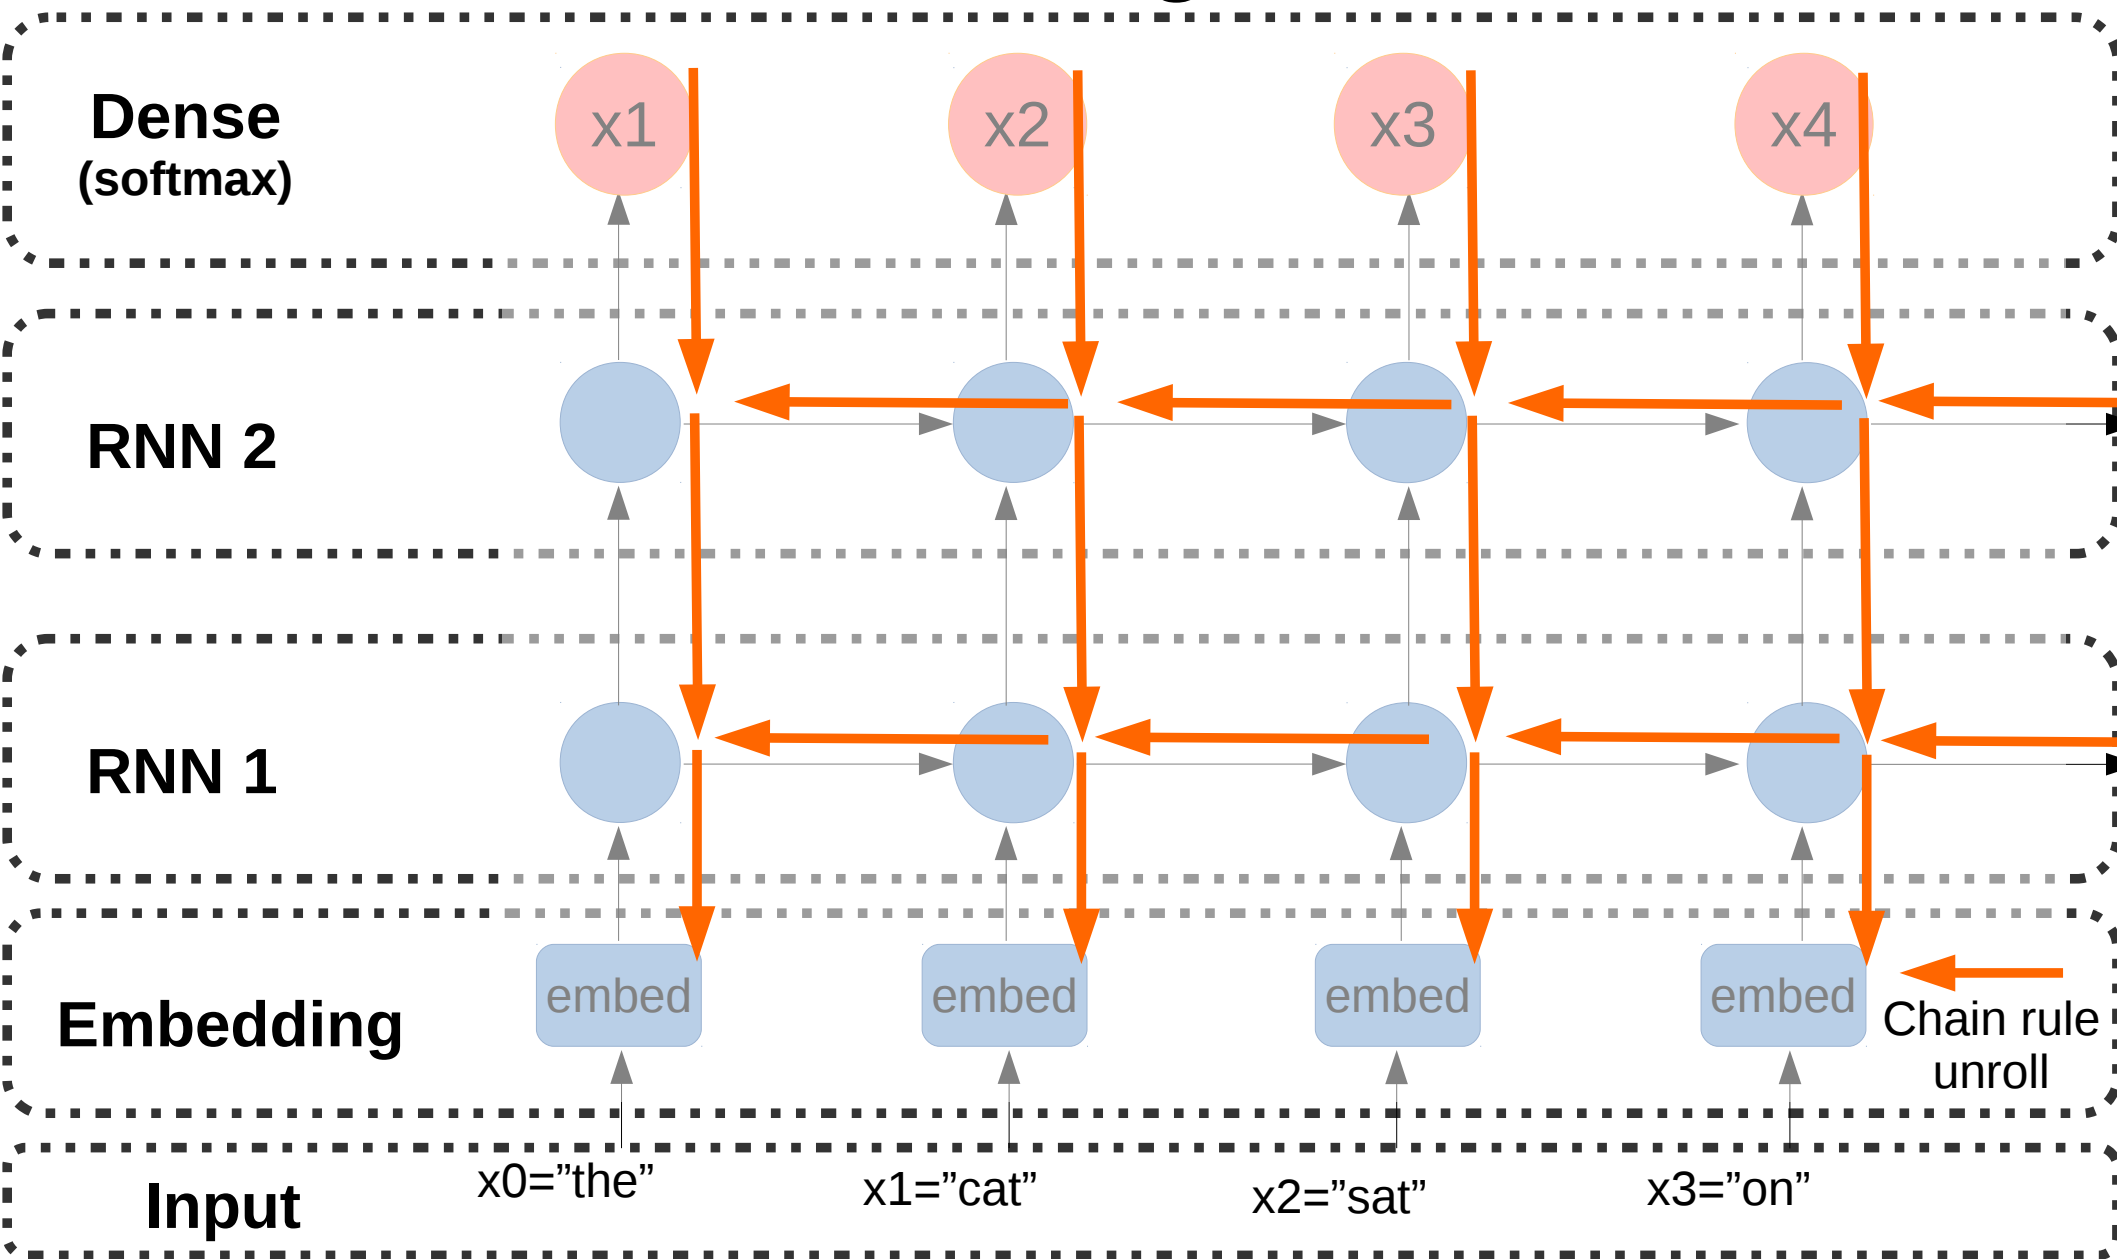 Dense
(softmax)
x1
x2
x3
x4
RNN 2
RNN 1
Embedding
embed
embed
embed
embed
Chain rule
unroll
Input
x0=”the”
x1=”cat”
x2=”sat”
x3=”on”